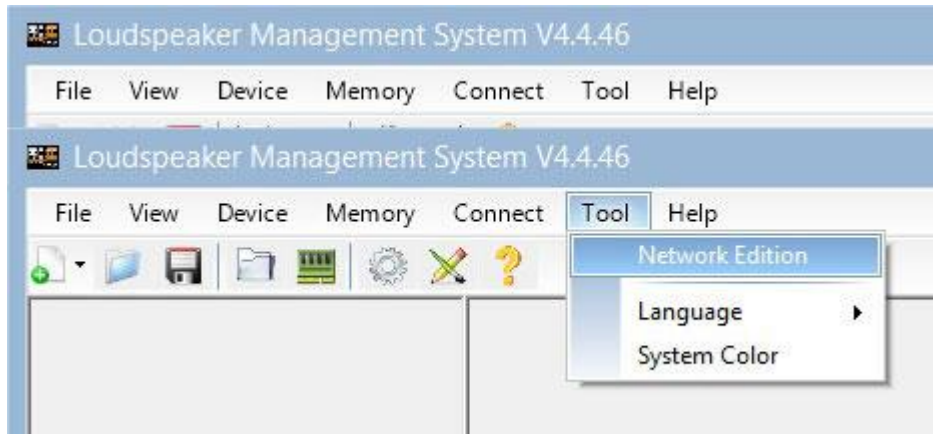 Loudspeaker Management System V4.4.46
File View Device Memory Connect Tool Help
Loudspeaker Management System V4.4.46
File View Device Memory Connect Tool Help
Network Edition
Language
System Color